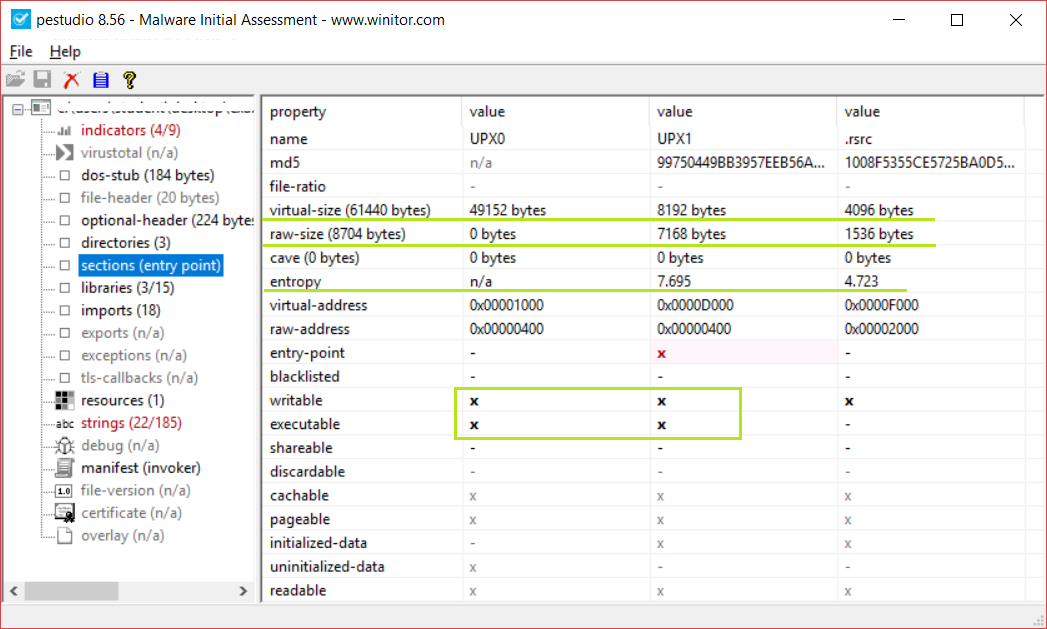 pestudio 8.56 - Malware Initial Assessment - www.winitor.com
File Help
indicators (4/9)
virustotal (n/a)
dos-stub (184 bytes)
file-header (20 bytes)
optional-header (224 bytes
directories (3)
sections (entry point)
libraries (3/15)
imports (18)
exports (n/a)
exceptions (n/a)
tls-callbacks (n/a)
resources (1)
abc strings (22/185)
debug (n/a)
manifest (invoker)
1.0 file-version (n/a)
certificate (n/a)
overlay (n/a)
property value value value
name UPX0 UPX1 .rsrc
md5 n/a 99750449BB3957EEB56A... 1008F5355CE5725BA0D5...
file-ratio - - -
virtual-size (61440 bytes) 49152 bytes 8192 bytes 4096 bytes
raw-size (8704 bytes) 0 bytes 7168 bytes 1536 bytes
cave (0 bytes) 0 bytes 0 bytes 0 bytes
entropy n/a 7.695 4.723
virtual-address 0x00001000 0x0000D000 0x0000F000
raw-address 0x00000400 0x00000400 0x00002000
entry-point - x -
blacklisted - - -
writable x x x
executable x x -
shareable - - -
discardable - - -
cachable x x x
pageable x x x
initialized-data - x x
uninitialized-data x - -
readable x x x